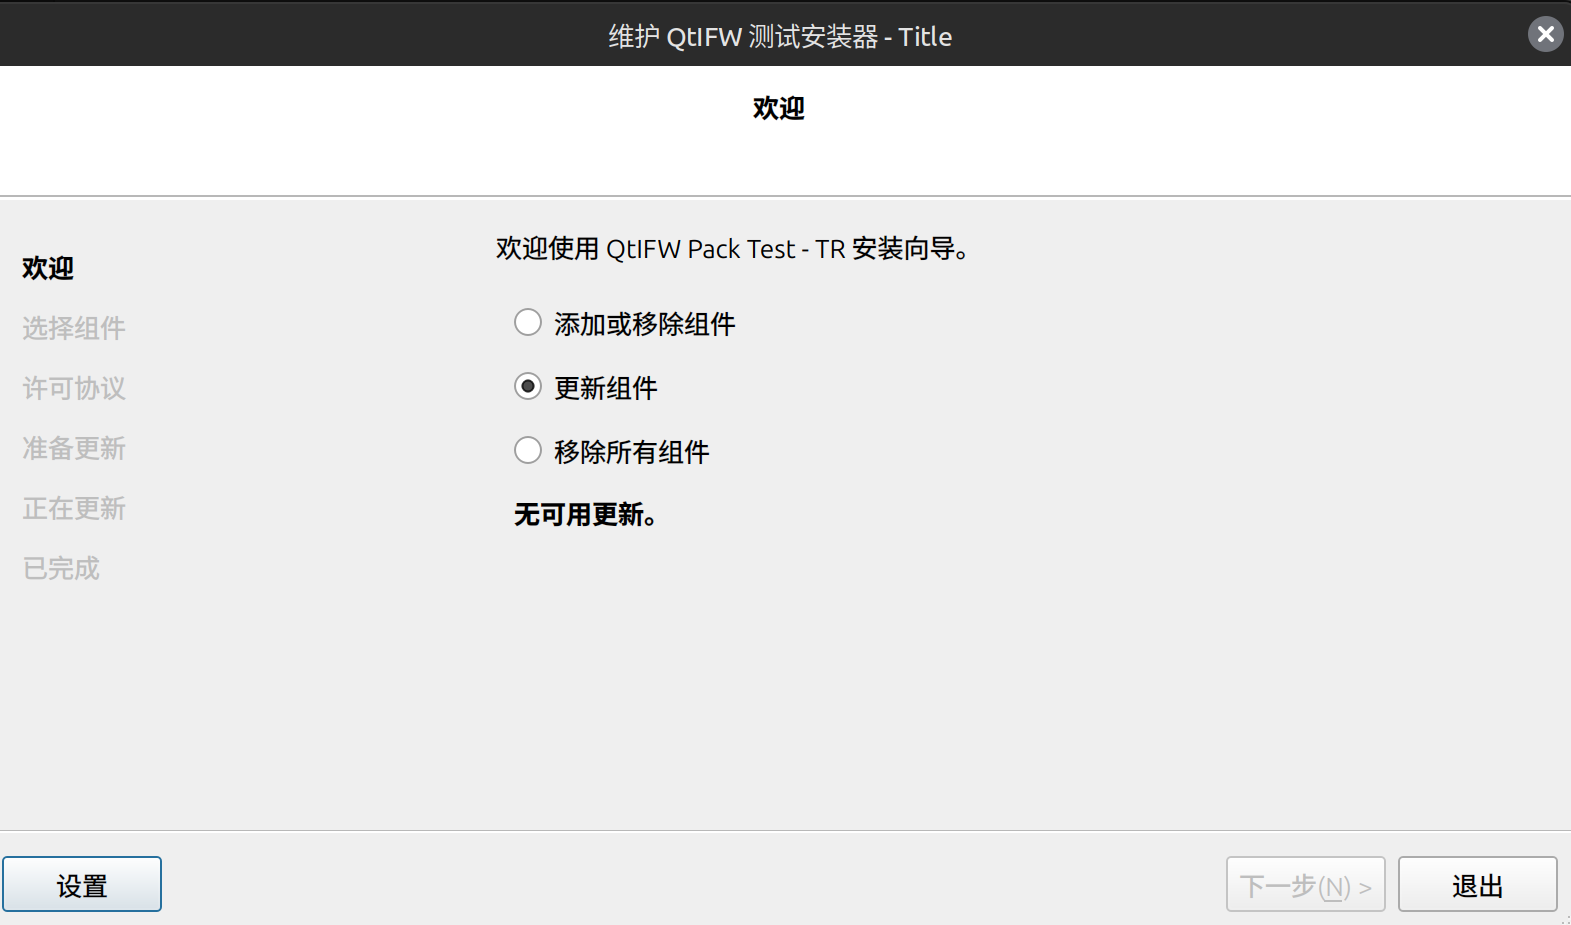 维护 QtIFW 测试安装器 - Title
欢迎
欢迎
选择组件
许可协议
准备更新
正在更新
已完成
欢迎使用 QtIFW Pack Test - TR 安装向导。
添加或移除组件
更新组件
移除所有组件
无可用更新。
设置
下一步(N) >
退出